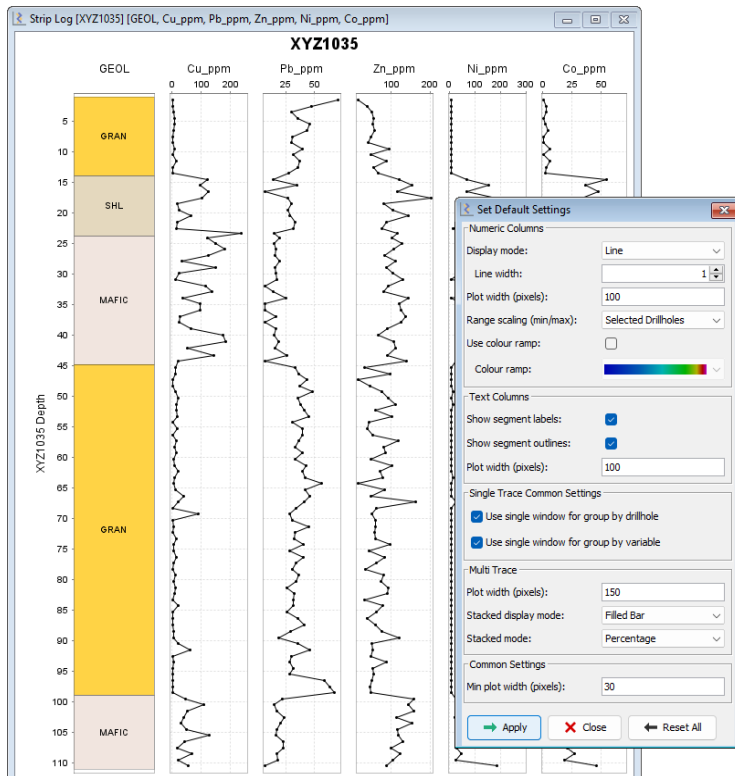 Strip Log [XYZ1035] [GEOL, Cu_ppm, Pb_ppm, Zn_ppm, Ni_ppm, Co_ppm]
XYZ1035
GEOL Cu_ppm Pb_ppm Zn_ppm Ni_ppm Co_ppm
0 100 200 25 50 100 200 0 100 200 300 0 50
5
GRAN
10
15
SHL
20
25
30
MAFIC
35
40
45
50
55
60
65
70
GRAN
75
80
85
90
95
100
MAFIC
105
110
XYZ1035 Depth
Set Default Settings
Numeric Columns
Display mode: Line
Line width: 1
Plot width (pixels): 100
Range scaling (min/max): Selected Drillholes
Use colour ramp:
Colour ramp:
Text Columns
Show segment labels:
Show segment outlines:
Plot width (pixels): 100
Single Trace Common Settings
Use single window for group by drillhole
Use single window for group by variable
Multi Trace
Plot width (pixels): 150
Stacked display mode: Filled Bar
Stacked mode: Percentage
Common Settings
Min plot width (pixels): 30
Apply Close Reset All